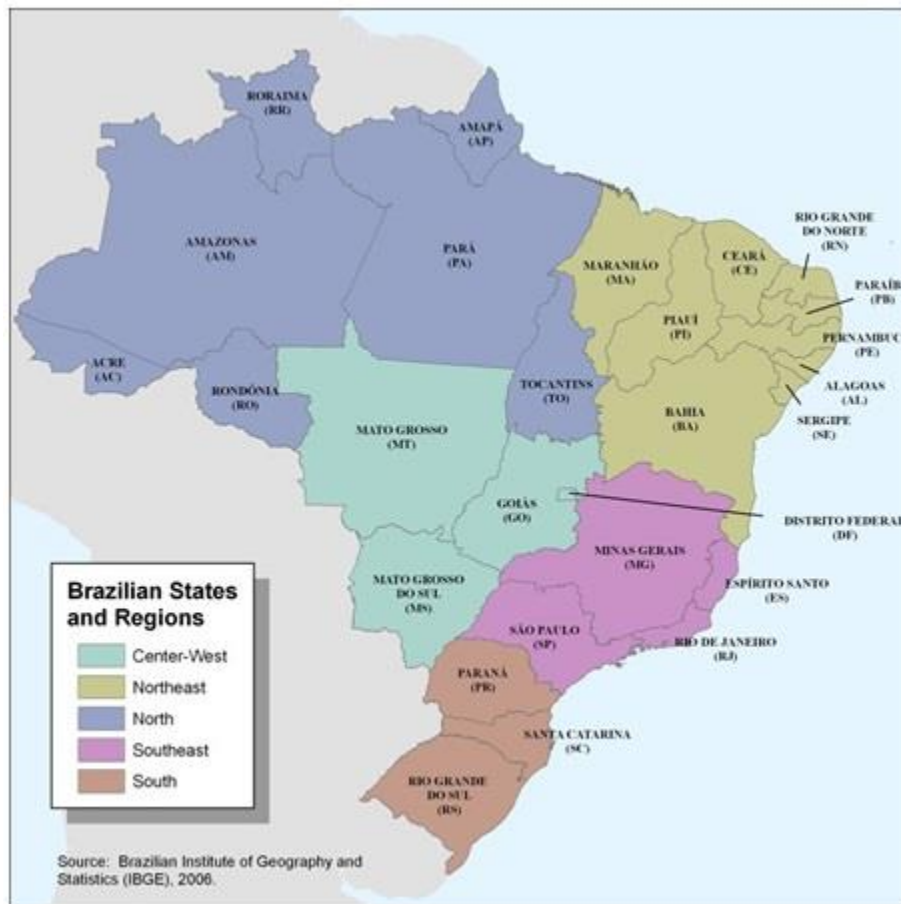 RORAIMA
(RR)
AMAPÁ
(AP)
AMAZONAS
(AM)
PARÁ
(PA)
RIO GRANDE
DO NORTE
(RN)
CEARÁ
(CE)
MARANHÃO
(MA)
PARAÍB
(PB)
PIAUÍ
(PI)
PERNAMBUC
(PE)
ACRE
(AC)
RONDÔNIA
(RO)
TOCANTINS
(TO)
ALAGOAS
(AL)
BAHIA
(BA)
SERGIPE
(SE)
MATO GROSSO
(MT)
GOIÁS
(GO)
DISTRITO FEDERAL
(DF)
MINAS GERAIS
(MG)
MATO GROSSO
DO SUL
(MS)
ESPÍRITO SANTO
(ES)
SÃO PAULO
(SP)
RIO DE JANEIRO
(RJ)
PARANÁ
(PR)
SANTA CATARINA
(SC)
RIO GRANDE
DO SUL
(RS)
Brazilian States
and Regions
Center-West
Northeast
North
Southeast
South
Source: Brazilian Institute of Geography and
Statistics (IBGE), 2006.